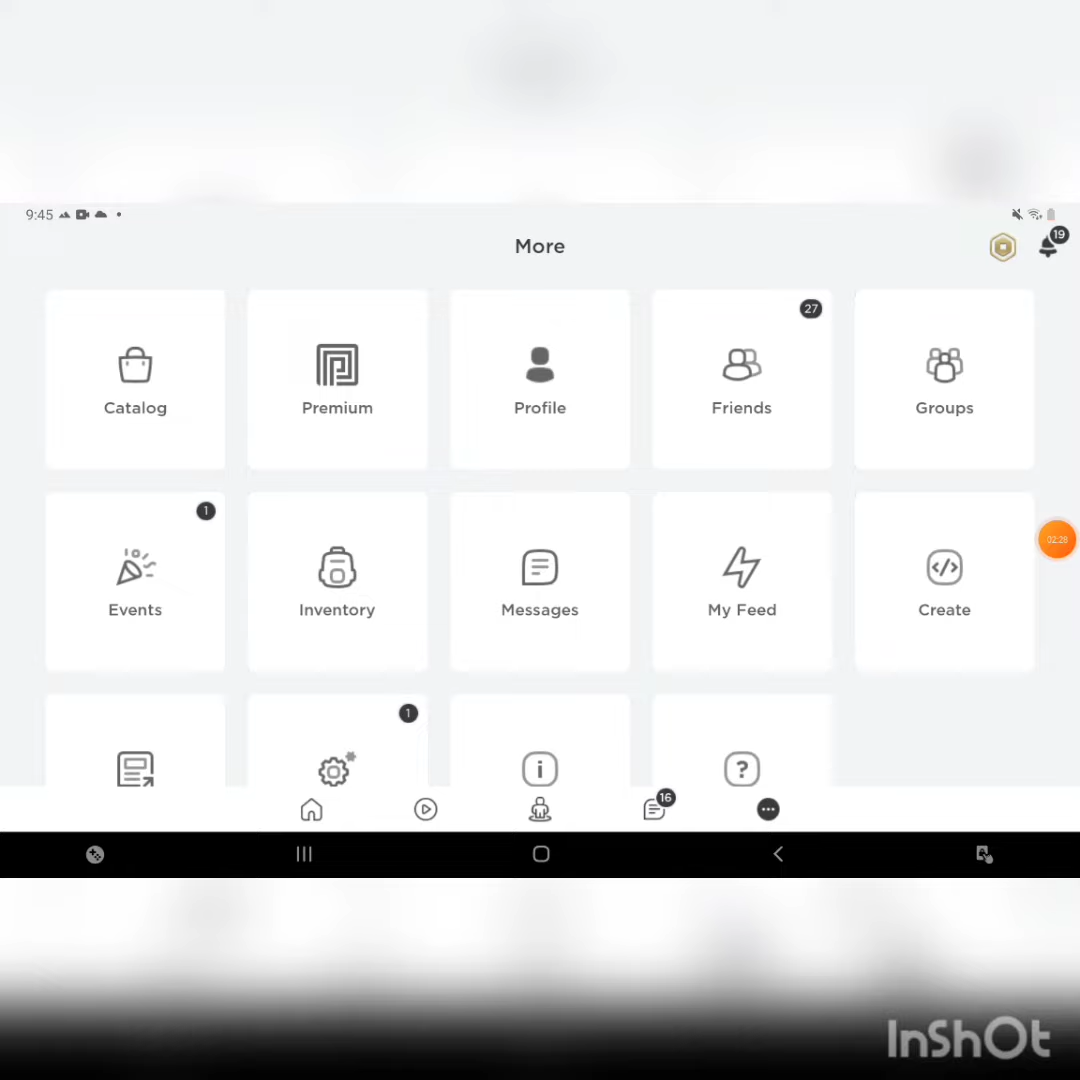 9:45
More
19
27
Catalog
Premium
Profile
Friends
Groups
1
Events
Inventory
Messages
My Feed
Create
02:28
1
16
InShOt